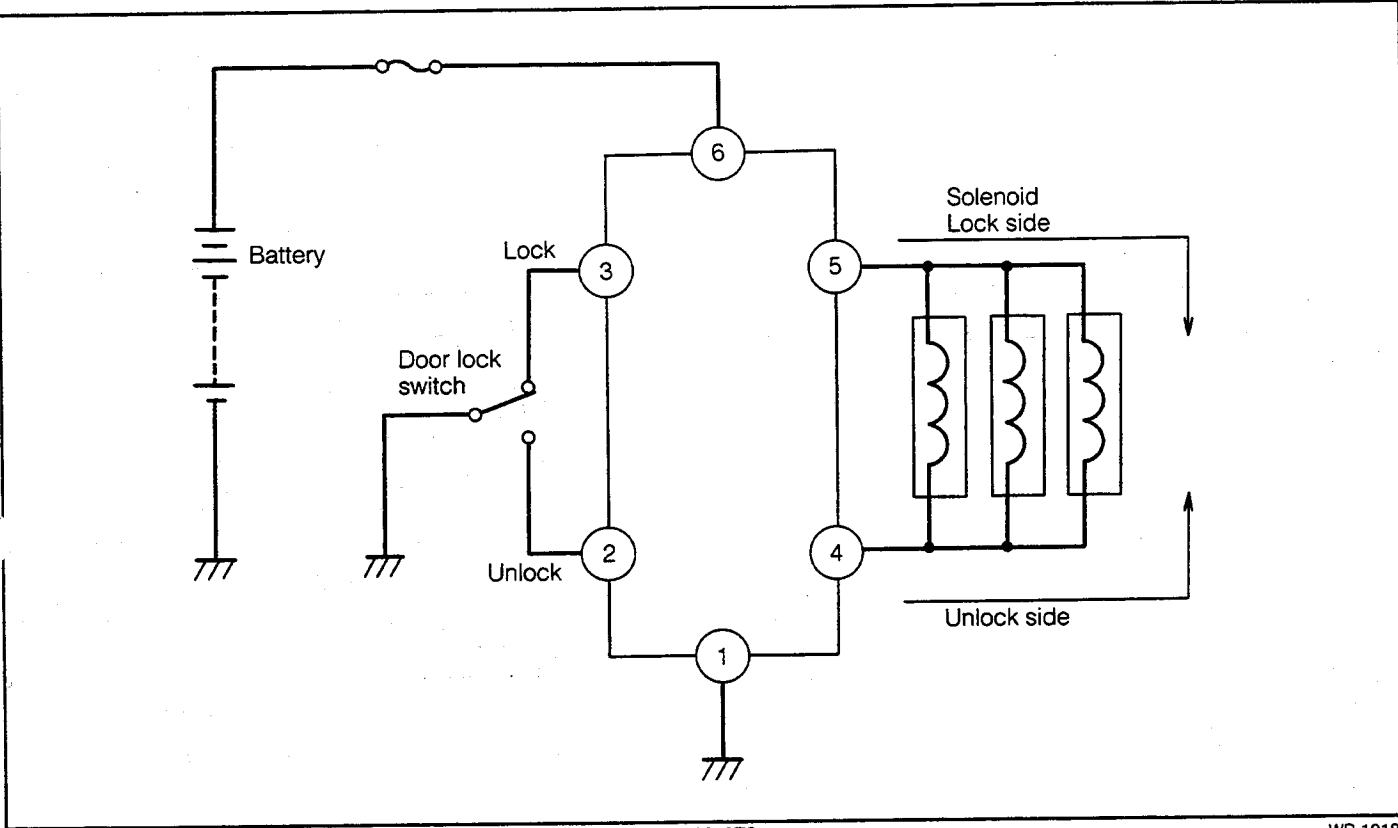 6
Solenoid
Lock side
Battery
Lock
3
5
Door lock
switch
2
4
Unlock
Unlock side
1